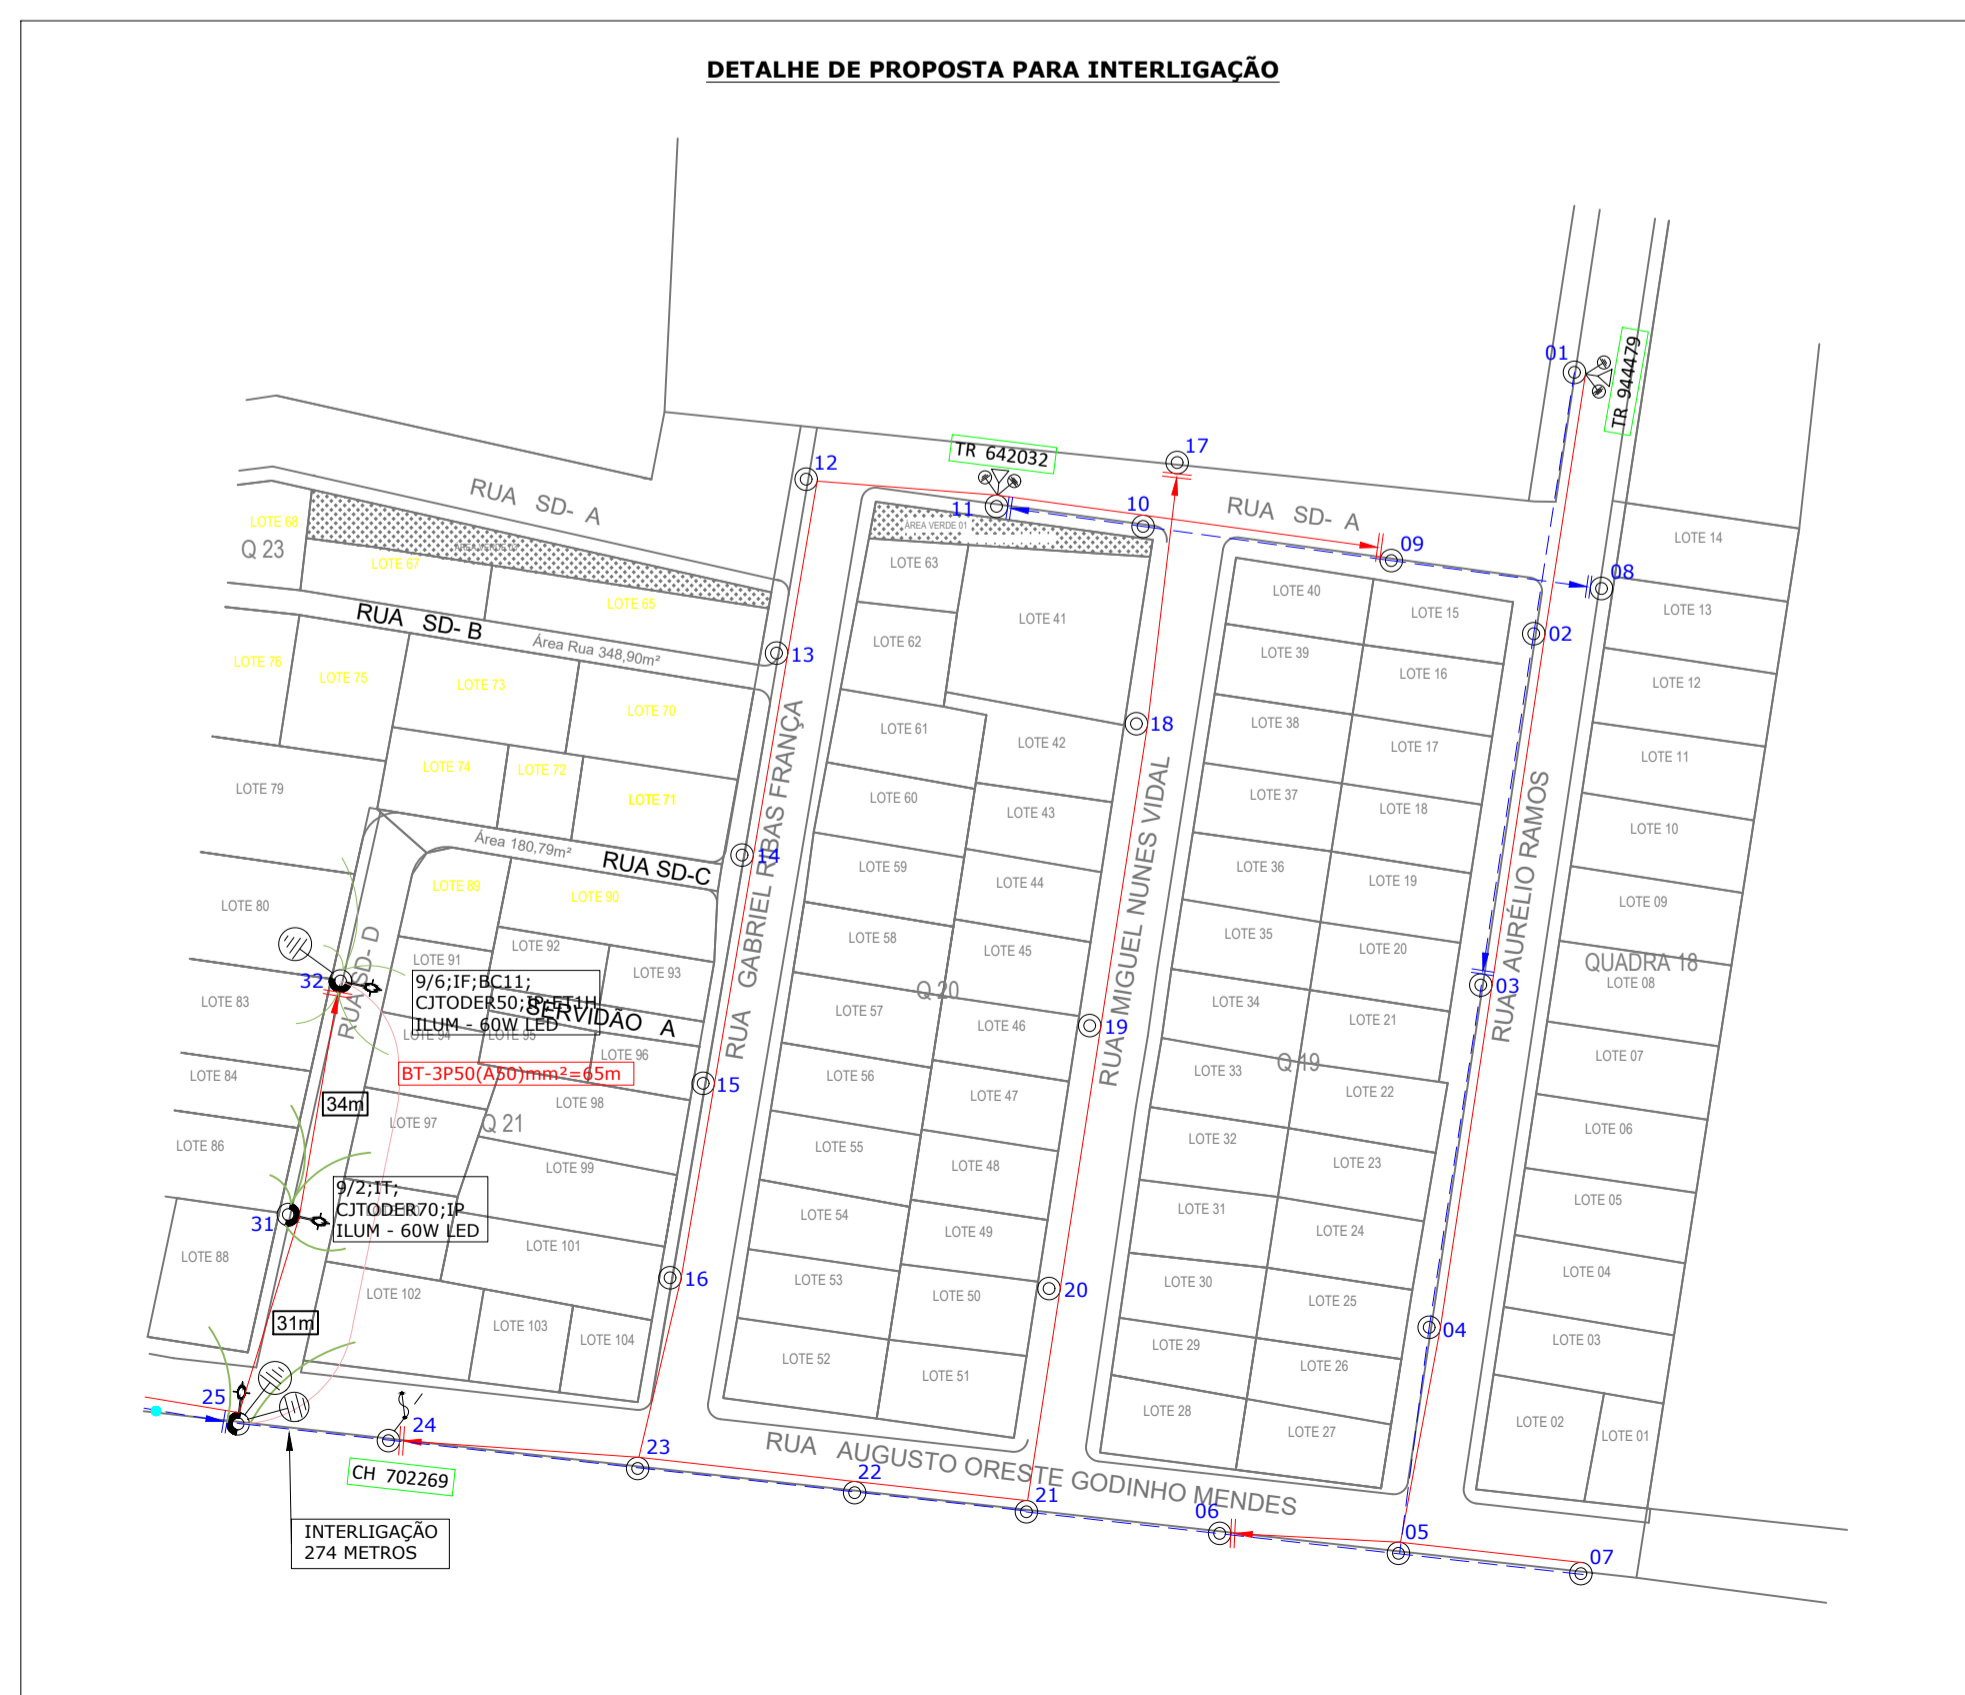 DETALHE DE PROPOSTA PARA INTERLIGAÇÃO
01
TR 944479
17
12
TR 642032
11
10
RUA SD- A
09
08
02
RUA SD- A
LOTE 68
Q 23
LOTE 67
LOTE 65
ÁREA VERDE 01
RUA SD- B
Área Rua 348,90m²
13
LOTE 76
LOTE 75
LOTE 73
LOTE 70
LOTE 74
LOTE 72
LOTE 71
LOTE 79
Área 180,79m²
RUA SD-C
14
RUA GABRIEL RIBAS FRANÇA
LOTE 89
LOTE 90
LOTE 80
RUA SD- D
LOTE 91
LOTE 92
LOTE 93
32
9/6;IF;BC11;
CJTODER50;IP;ET1H
ILUM - 60W LED
SERVIDÃO A
LOTE 83
LOTE 94
LOTE 95
LOTE 96
BT-3P50(A50)mm²=65m
15
LOTE 84
34m
LOTE 97
Q 21
LOTE 98
LOTE 86
LOTE 99
9/2;IT;
CJTODER70;IP
ILUM - 60W LED
31
LOTE 88
LOTE 101
16
LOTE 102
31m
LOTE 103
LOTE 104
25
24
CH 702269
23
INTERLIGAÇÃO
274 METROS
LOTE 63
LOTE 41
LOTE 62
LOTE 61
LOTE 42
18
LOTE 60
LOTE 43
LOTE 59
LOTE 44
LOTE 58
LOTE 45
Q 20
LOTE 57
LOTE 46
19
LOTE 56
LOTE 47
LOTE 55
LOTE 48
LOTE 54
LOTE 49
LOTE 53
LOTE 50
20
LOTE 52
LOTE 51
RUA MIGUEL NUNES VIDAL
RUA AUGUSTO ORESTE GODINHO MENDES
22
21
06
05
07
LOTE 40
LOTE 15
LOTE 39
LOTE 16
LOTE 38
LOTE 17
LOTE 37
LOTE 18
LOTE 36
LOTE 19
LOTE 35
LOTE 20
LOTE 34
LOTE 21
Q 19
LOTE 33
LOTE 22
LOTE 32
LOTE 23
LOTE 31
LOTE 24
LOTE 30
LOTE 25
LOTE 29
LOTE 26
LOTE 28
LOTE 27
03
04
RUA AURÉLIO RAMOS
LOTE 14
LOTE 13
LOTE 12
LOTE 11
LOTE 10
LOTE 09
QUADRA 18
LOTE 08
LOTE 07
LOTE 06
LOTE 05
LOTE 04
LOTE 03
LOTE 02
LOTE 01